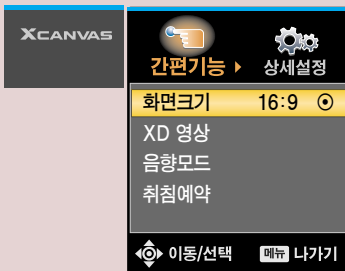 XCANVAS
간편기능 상세설정
화면크기 16:9
XD 영상
음향모드
취침예약
이동/선택 메뉴 나가기